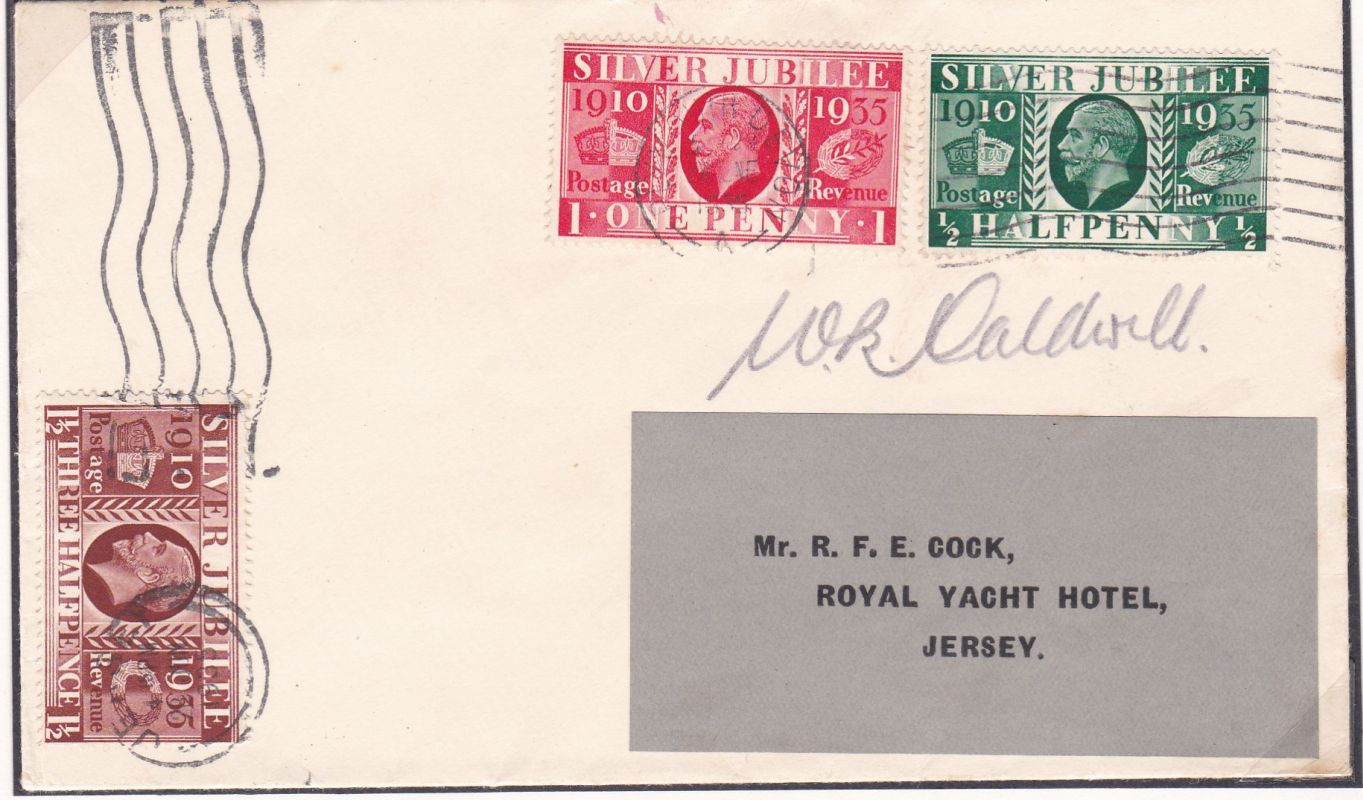 SILVER JUBILEE
1910 1935
Postage Revenue
1 · ONE PENNY · 1
SILVER JUBILEE
1910 1935
Postage Revenue
½ HALFPENNY ½
W.R. Caldwell.
SILVER JUBILEE
1910 1935
Postage Revenue
1½ THREE HALFPENCE 1½
Mr. R. F. E. COCK,
ROYAL YACHT HOTEL,
JERSEY.